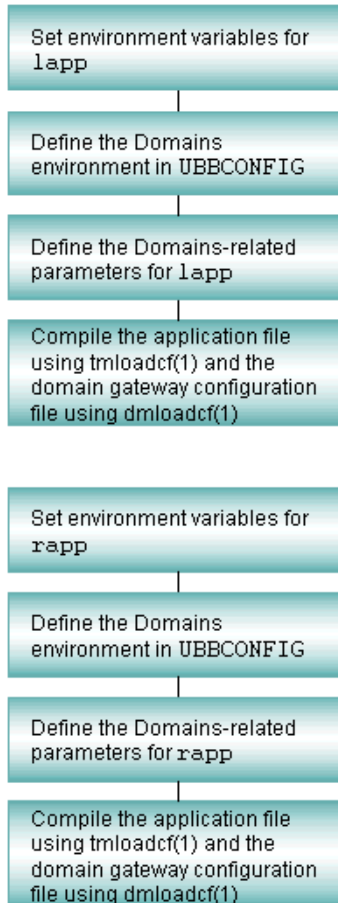 Set environment variables for
lapp
Define the Domains
environment in UBBCONFIG
Define the Domains-related
parameters for lapp
Compile the application file
using tmloadcf(1) and the
domain gateway configuration
file using dmloadcf(1)
Set environment variables for
rapp
Define the Domains
environment in UBBCONFIG
Define the Domains-related
parameters for rapp
Compile the application file
using tmloadcf(1) and the
domain gateway configuration
file using dmloadcf(1)